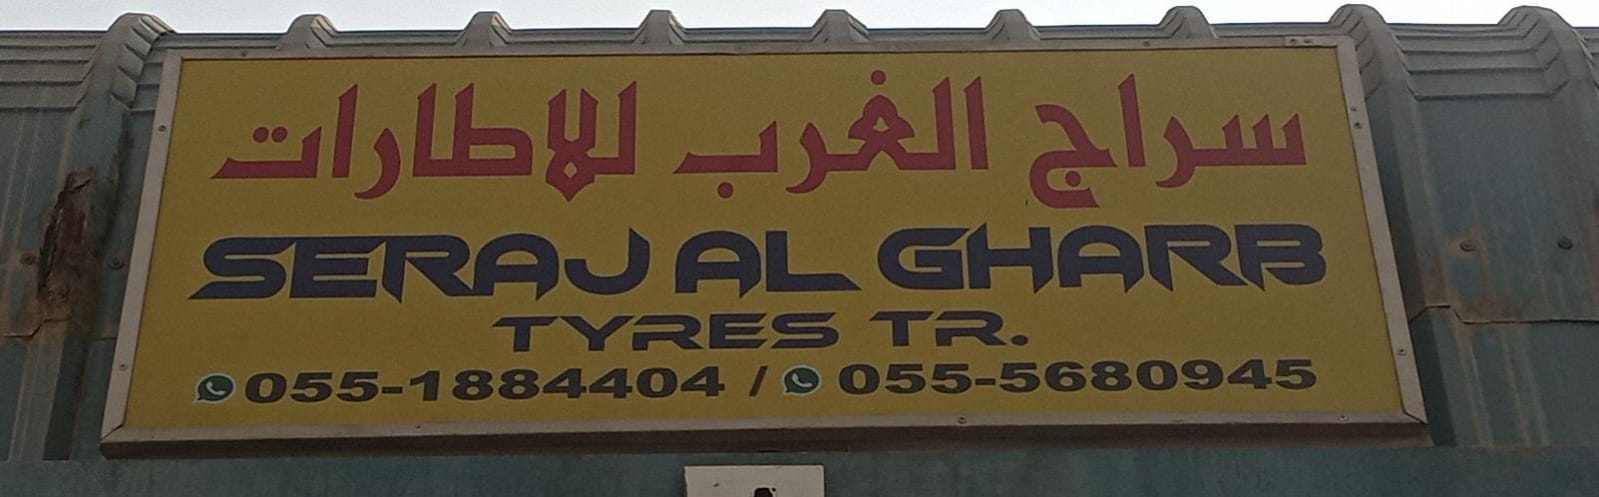 سراج الغرب للاطارات
SERAJ AL GHARB
TYRES TR.
055-1884404 / 055-5680945